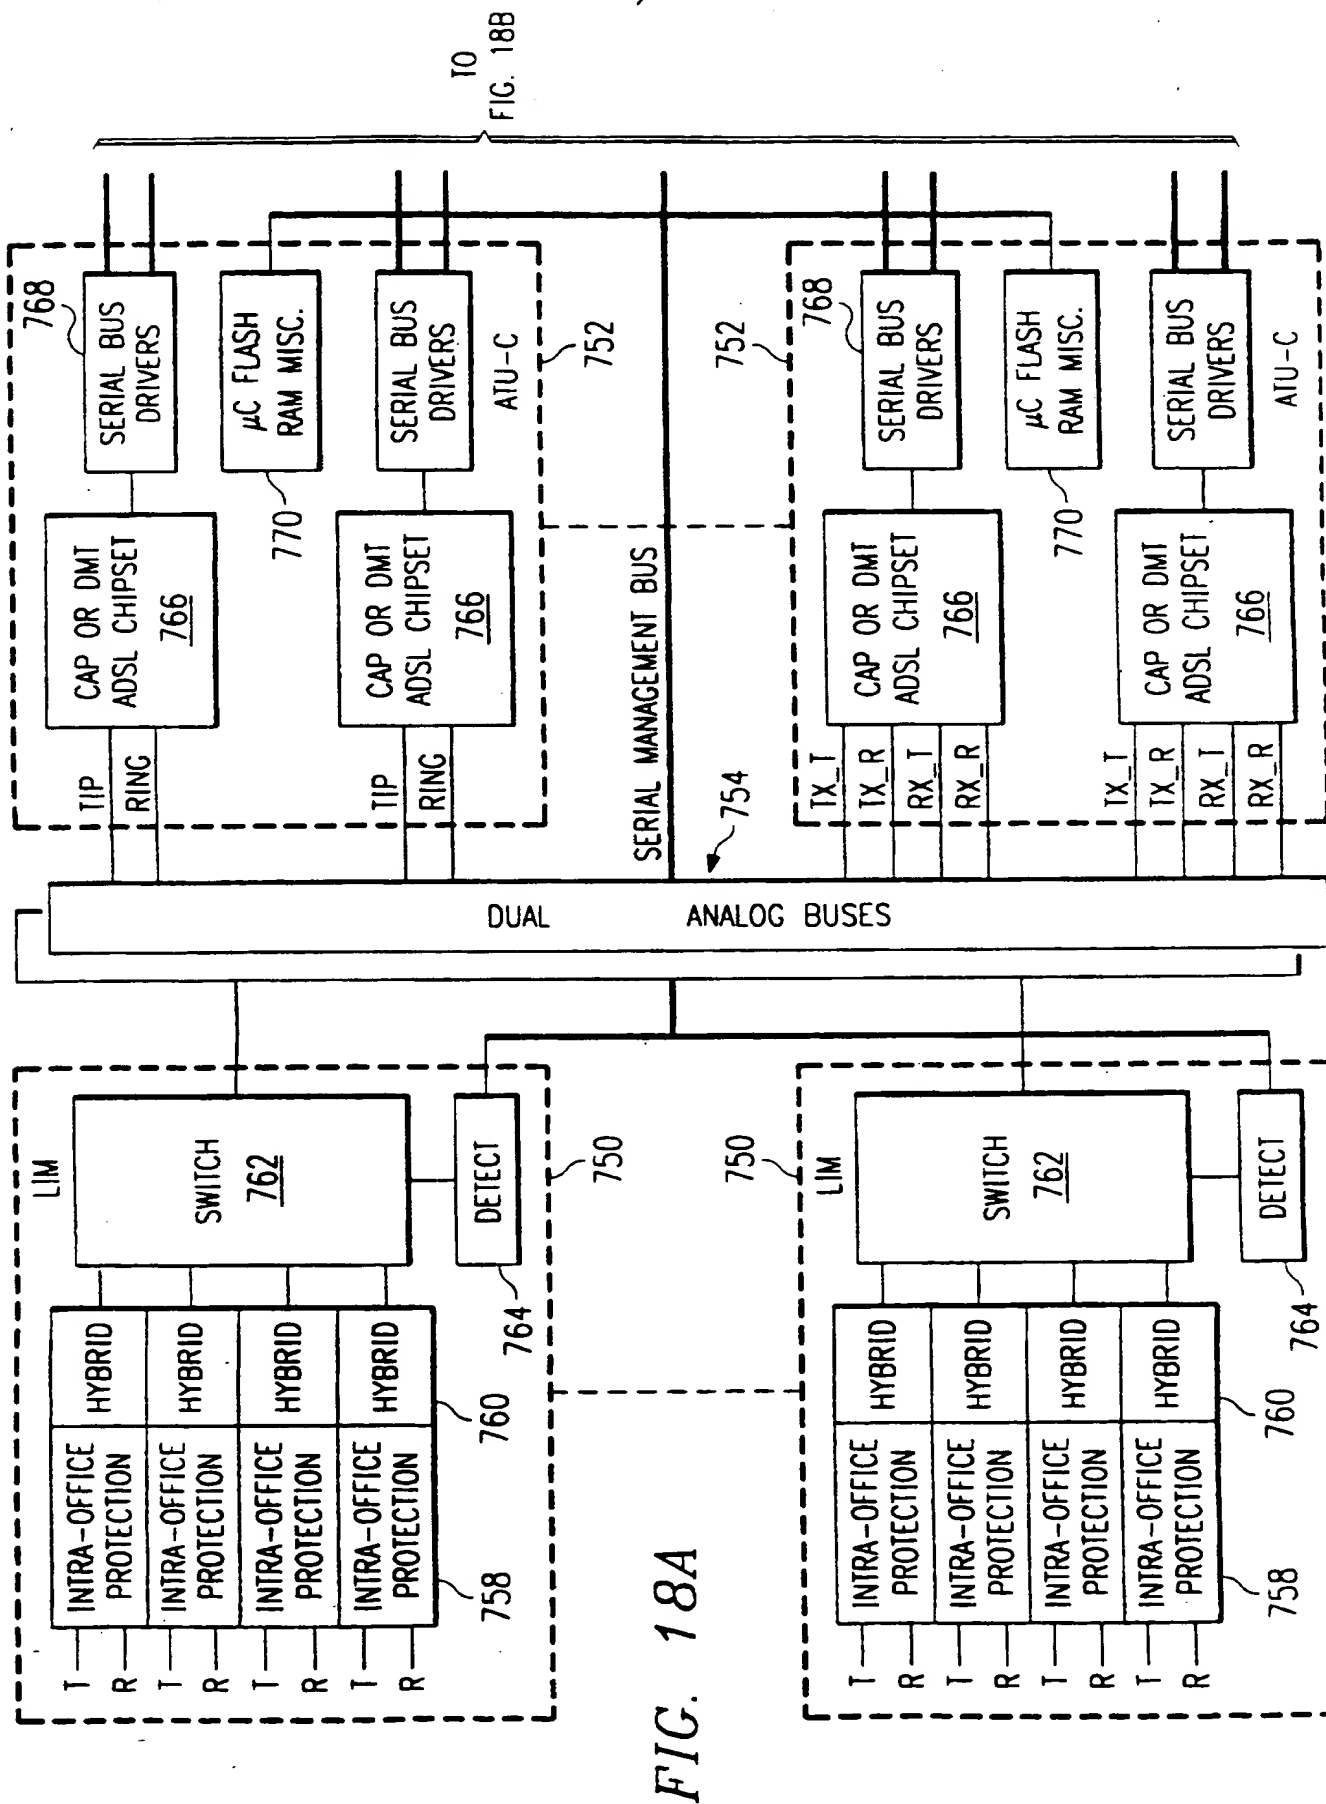 LIM
T
R
T
R
T
R
T
R
INTRA-OFFICE
PROTECTION
INTRA-OFFICE
PROTECTION
INTRA-OFFICE
PROTECTION
INTRA-OFFICE
PROTECTION
758
HYBRID
HYBRID
HYBRID
HYBRID
760
SWITCH
762
DETECT
764
750
DUAL ANALOG BUSES
754
SERIAL MANAGEMENT BUS
TIP
RING
CAP OR DMT
ADSL CHIPSET
766
SERIAL BUS
DRIVERS
768
µC FLASH
RAM MISC.
770
TIP
RING
CAP OR DMT
ADSL CHIPSET
766
SERIAL BUS
DRIVERS
ATU-C
752
TO
FIG. 18B
750
LIM
T
R
T
R
T
R
T
R
INTRA-OFFICE
PROTECTION
INTRA-OFFICE
PROTECTION
INTRA-OFFICE
PROTECTION
INTRA-OFFICE
PROTECTION
758
HYBRID
HYBRID
HYBRID
HYBRID
760
SWITCH
762
DETECT
764
752
TX_T
TX_R
RX_T
RX_R
CAP OR DMT
ADSL CHIPSET
766
SERIAL BUS
DRIVERS
768
µC FLASH
RAM MISC.
770
TX_T
TX_R
RX_T
RX_R
CAP OR DMT
ADSL CHIPSET
766
SERIAL BUS
DRIVERS
ATU-C
FIG. 18A